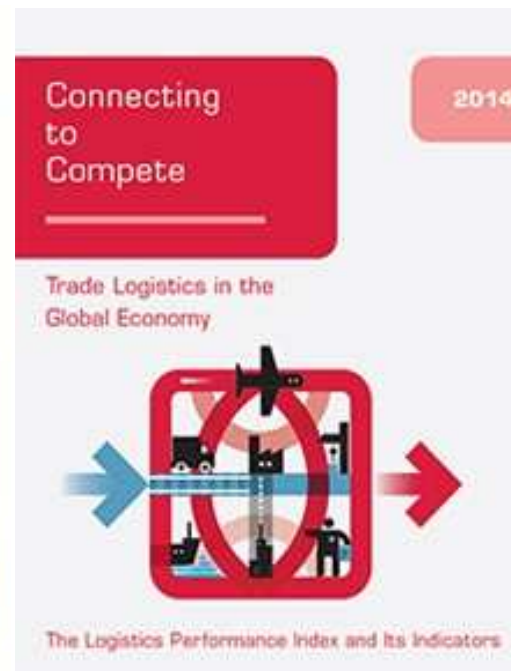 Connecting
to
Compete
2014
Trade Logistics in the
Global Economy
The Logistics Performance Index and Its Indicators